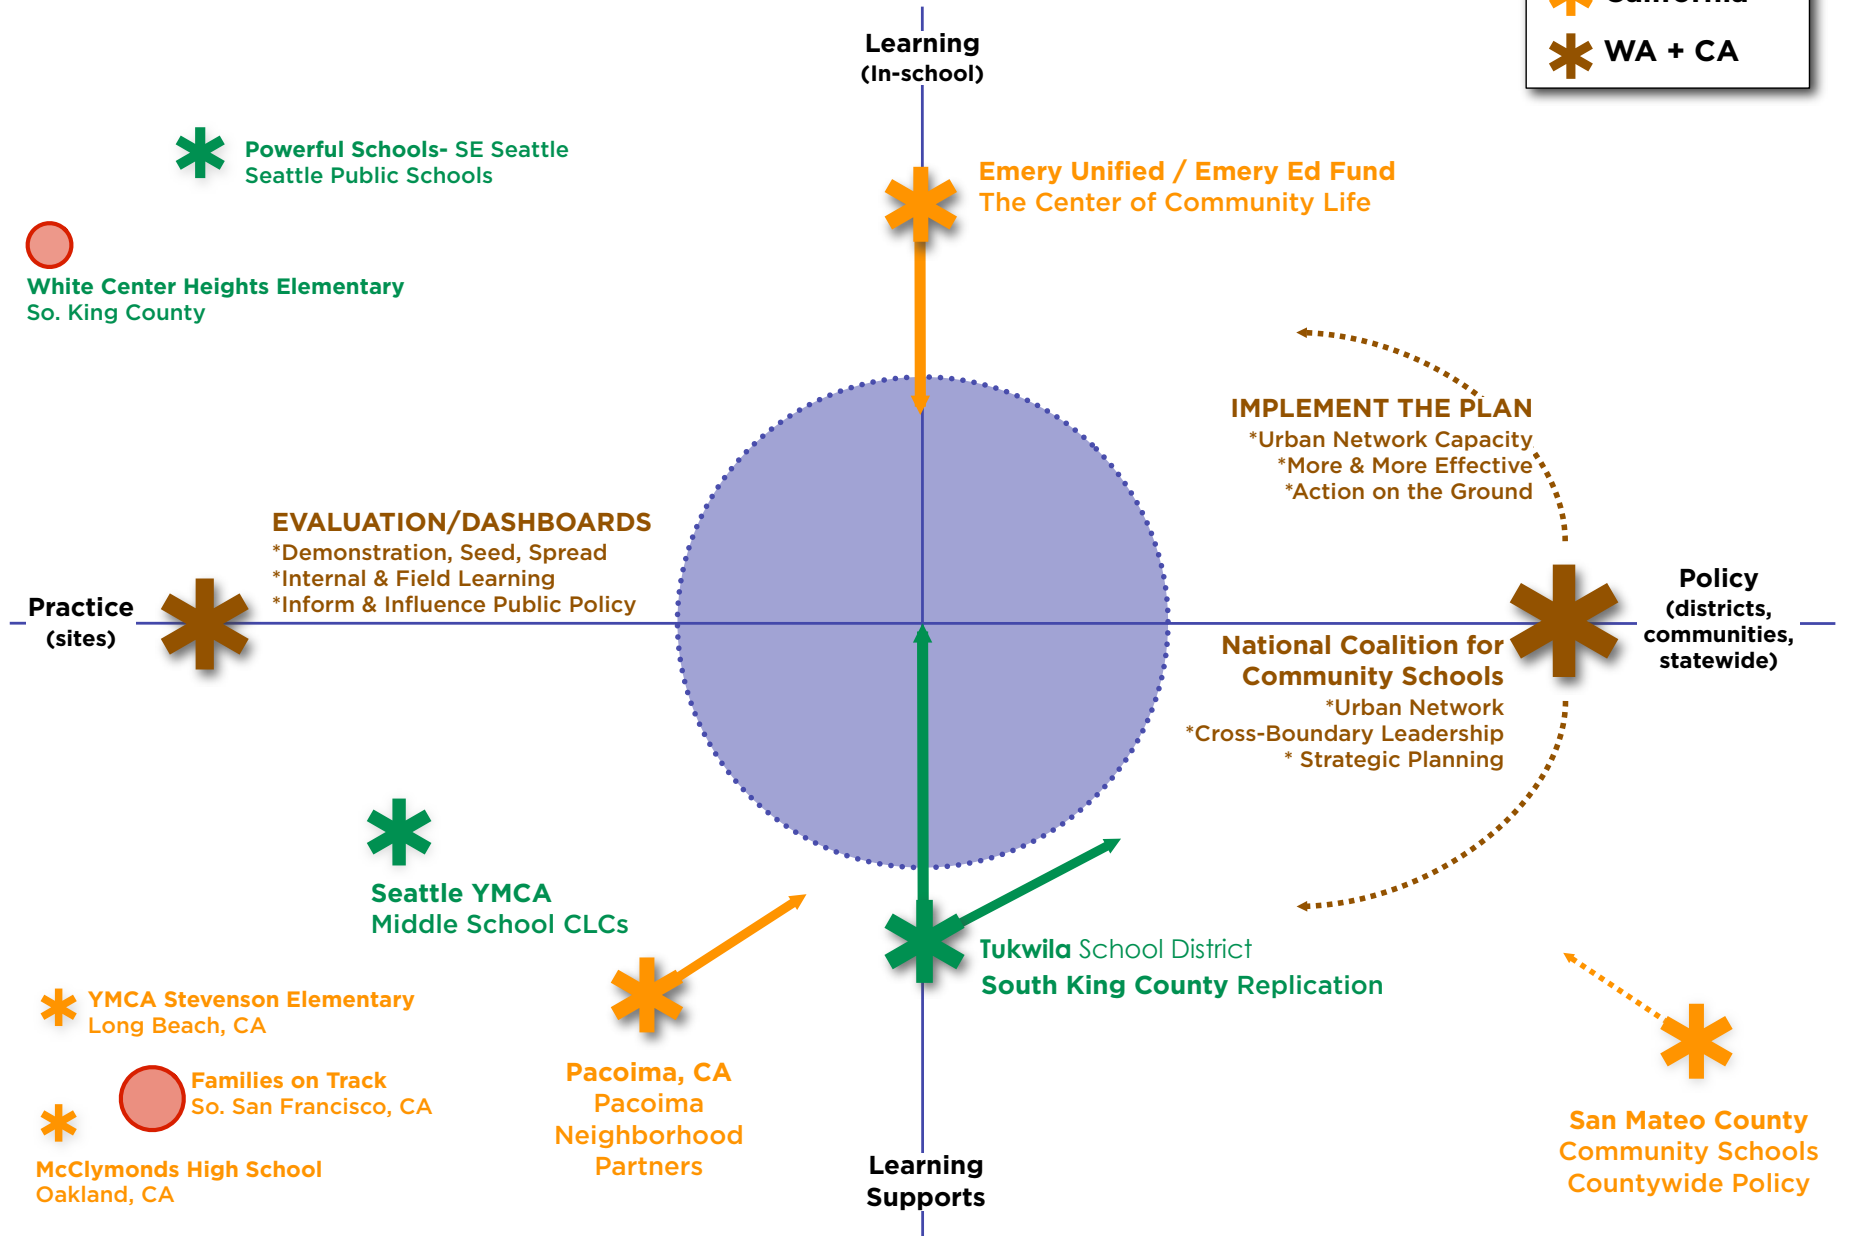 California
WA + CA
Learning
(In-school)
Powerful Schools- SE Seattle
Seattle Public Schools
Emery Unified / Emery Ed Fund
The Center of Community Life
White Center Heights Elementary
So. King County
IMPLEMENT THE PLAN
*Urban Network Capacity
*More & More Effective
*Action on the Ground
EVALUATION/DASHBOARDS
*Demonstration, Seed, Spread
*Internal & Field Learning
*Inform & Influence Public Policy
Practice
(sites)
Policy
(districts,
communities,
statewide)
National Coalition for
Community Schools
*Urban Network
*Cross-Boundary Leadership
* Strategic Planning
Seattle YMCA
Middle School CLCs
Tukwila School District
South King County Replication
YMCA Stevenson Elementary
Long Beach, CA
Families on Track
So. San Francisco, CA
McClymonds High School
Oakland, CA
Pacoima, CA
Pacoima
Neighborhood
Partners
San Mateo County
Community Schools
Countywide Policy
Learning
Supports